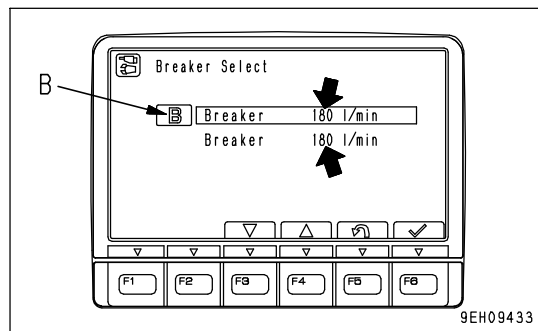 Breaker Select
B
B Breaker 180 l/min
Breaker 180 l/min
F1 F2 F3 F4 F5 F6
9EH09433